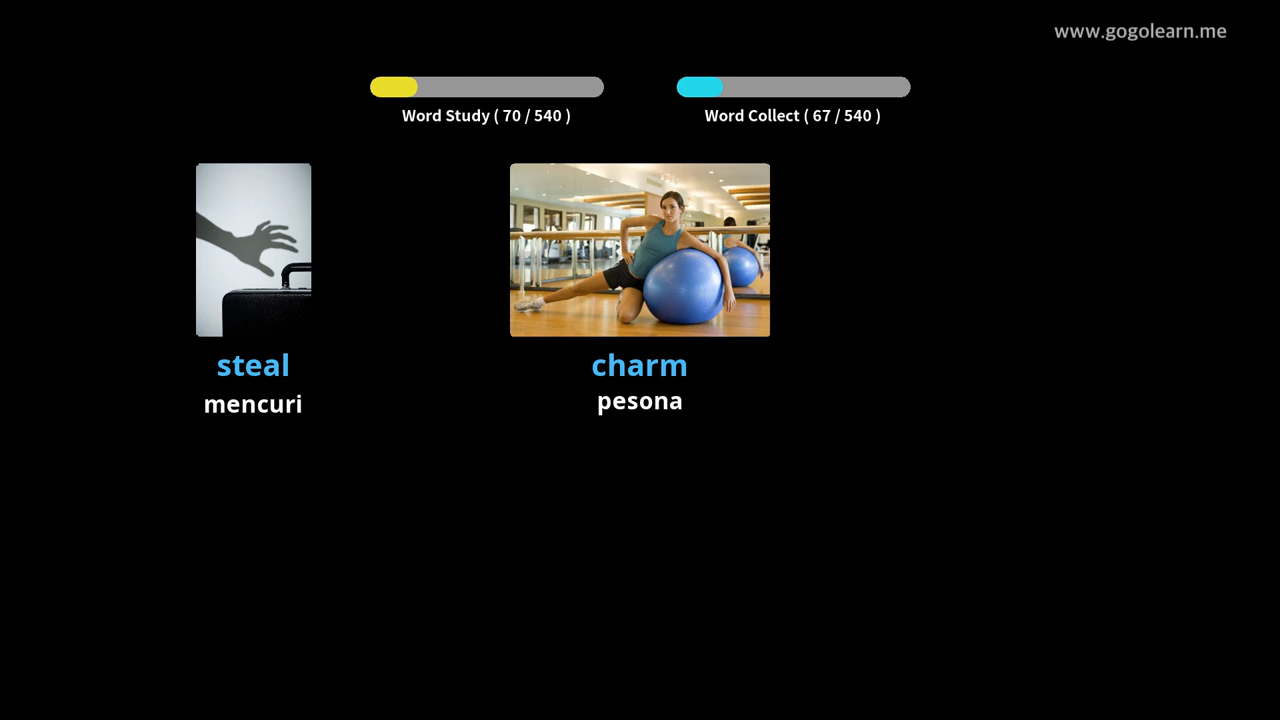 www.gogolearn.me
Word Study ( 70 / 540 )
Word Collect ( 67 / 540 )
steal
mencuri
charm
pesona